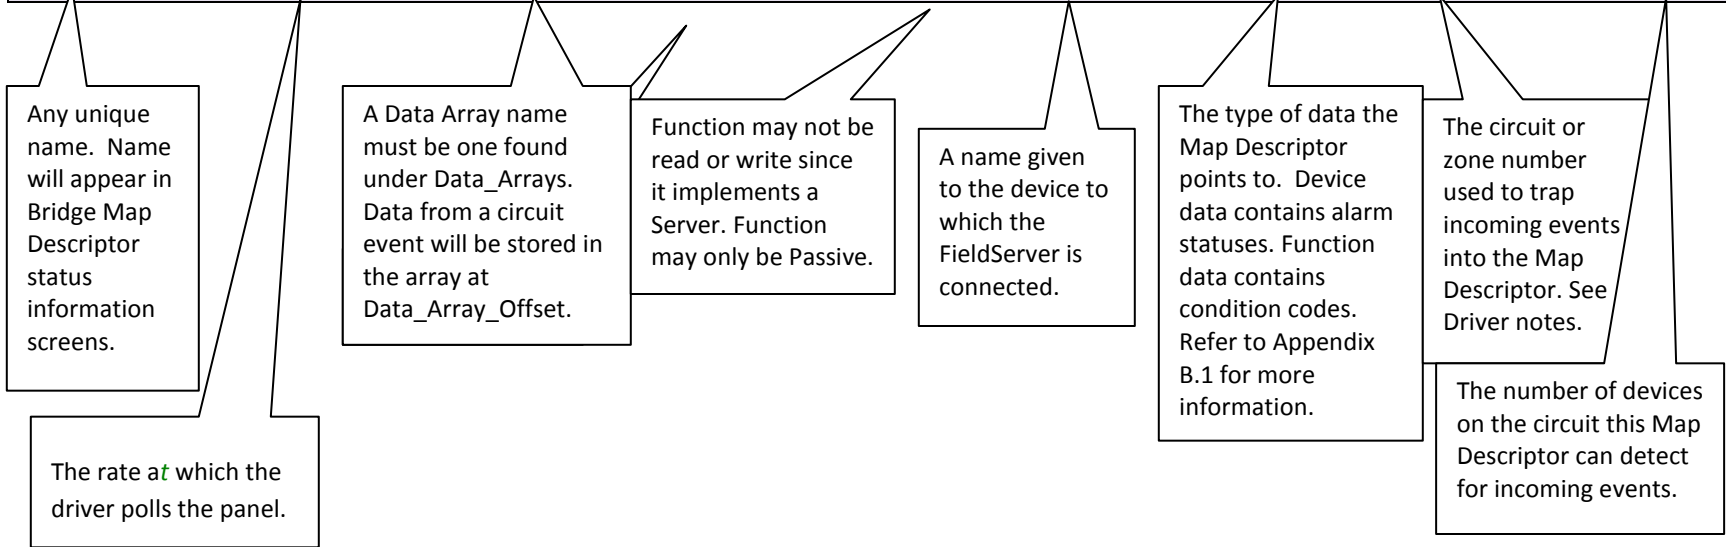 Any unique
name.  Name
will appear in
Bridge Map
Descriptor
status
information
screens.
The rate at which the
driver polls the panel.
A Data Array name
must be one found
under Data_Arrays.
Data from a circuit
event will be stored in
the array at
Data_Array_Offset.
Function may not be
read or write since
it implements a
Server. Function
may only be Passive.
A name given
to the device to
which the
FieldServer is
connected.
The type of data the
Map Descriptor
points to.  Device
data contains alarm
statuses. Function
data contains
condition codes.
Refer to Appendix
B.1 for more
information.
The circuit or
zone number
used to trap
incoming events
into the Map
Descriptor. See
Driver notes.
The number of devices
on the circuit this Map
Descriptor can detect
for incoming events.